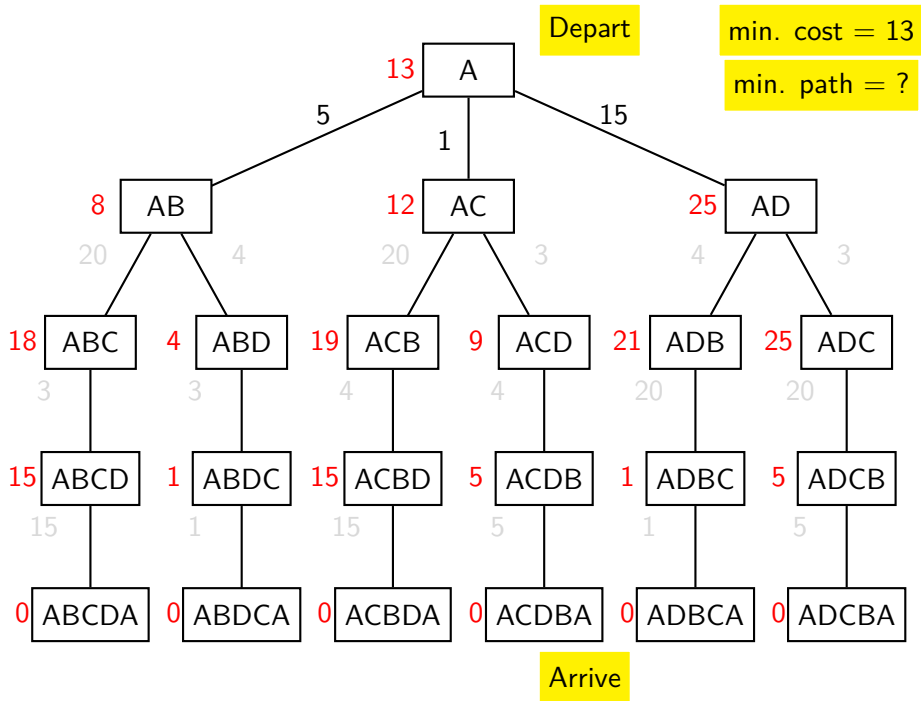 Depart
min. cost = 13
min. path = ?
13 A
5 1 15
8 AB 12 AC 25 AD
20 4 20 3 4 3
18 ABC 4 ABD 19 ACB 9 ACD 21 ADB 25 ADC
3 3 4 4 20 20
15 ABCD 1 ABDC 15 ACBD 5 ACDB 1 ADBC 5 ADCB
15 1 15 5 1 5
0 ABCDA 0 ABDCA 0 ACBDA 0 ACDBA 0 ADBCA 0 ADCBA
Arrive